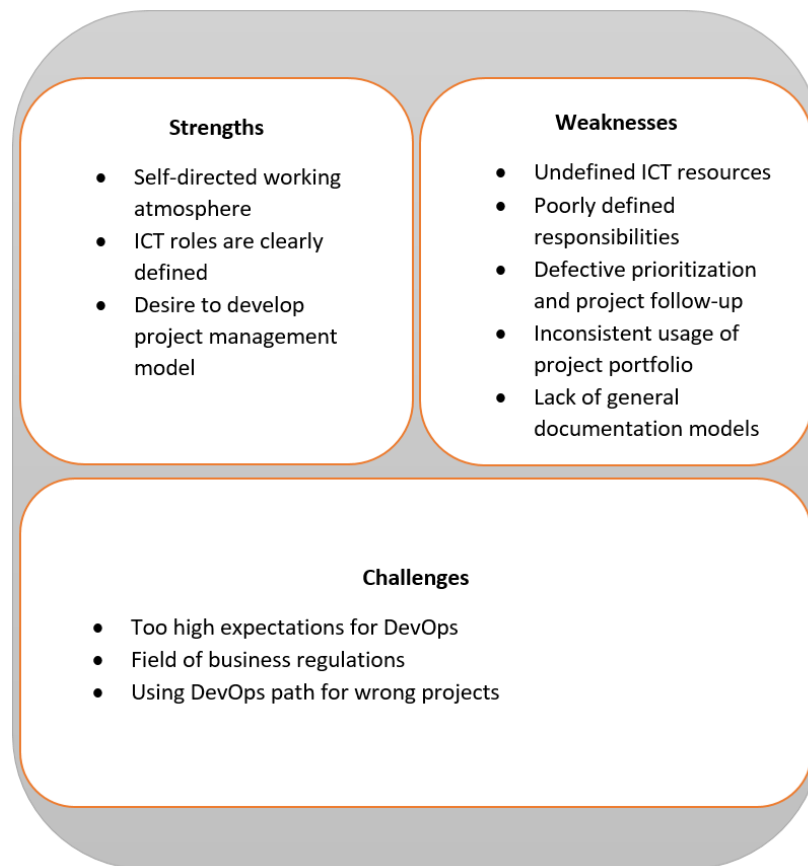 Strengths
● Self-directed working
atmosphere
● ICT roles are clearly
defined
● Desire to develop
project management
model
Weaknesses
● Undefined ICT resources
● Poorly defined
responsibilities
● Defective prioritization
and project follow-up
● Inconsistent usage of
project portfolio
● Lack of general
documentation models
Challenges
● Too high expectations for DevOps
● Field of business regulations
● Using DevOps path for wrong projects